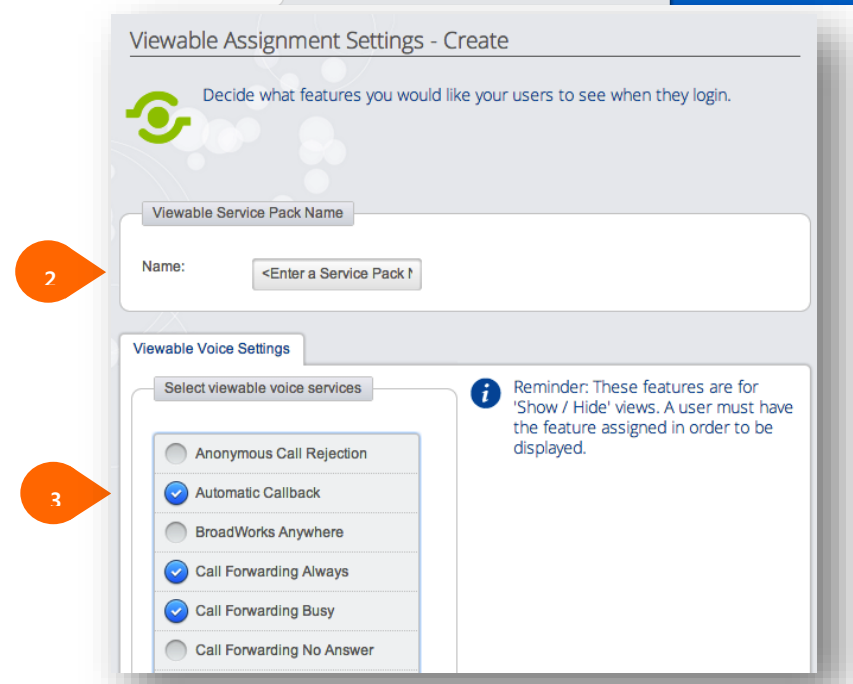 Viewable Assignment Settings - Create
Decide what features you would like your users to see when they login.
Viewable Service Pack Name
2
Name:
<Enter a Service Pack N
Viewable Voice Settings
Select viewable voice services
Reminder: These features are for
'Show / Hide' views. A user must have
the feature assigned in order to be
displayed.
Anonymous Call Rejection
3
Automatic Callback
BroadWorks Anywhere
Call Forwarding Always
Call Forwarding Busy
Call Forwarding No Answer